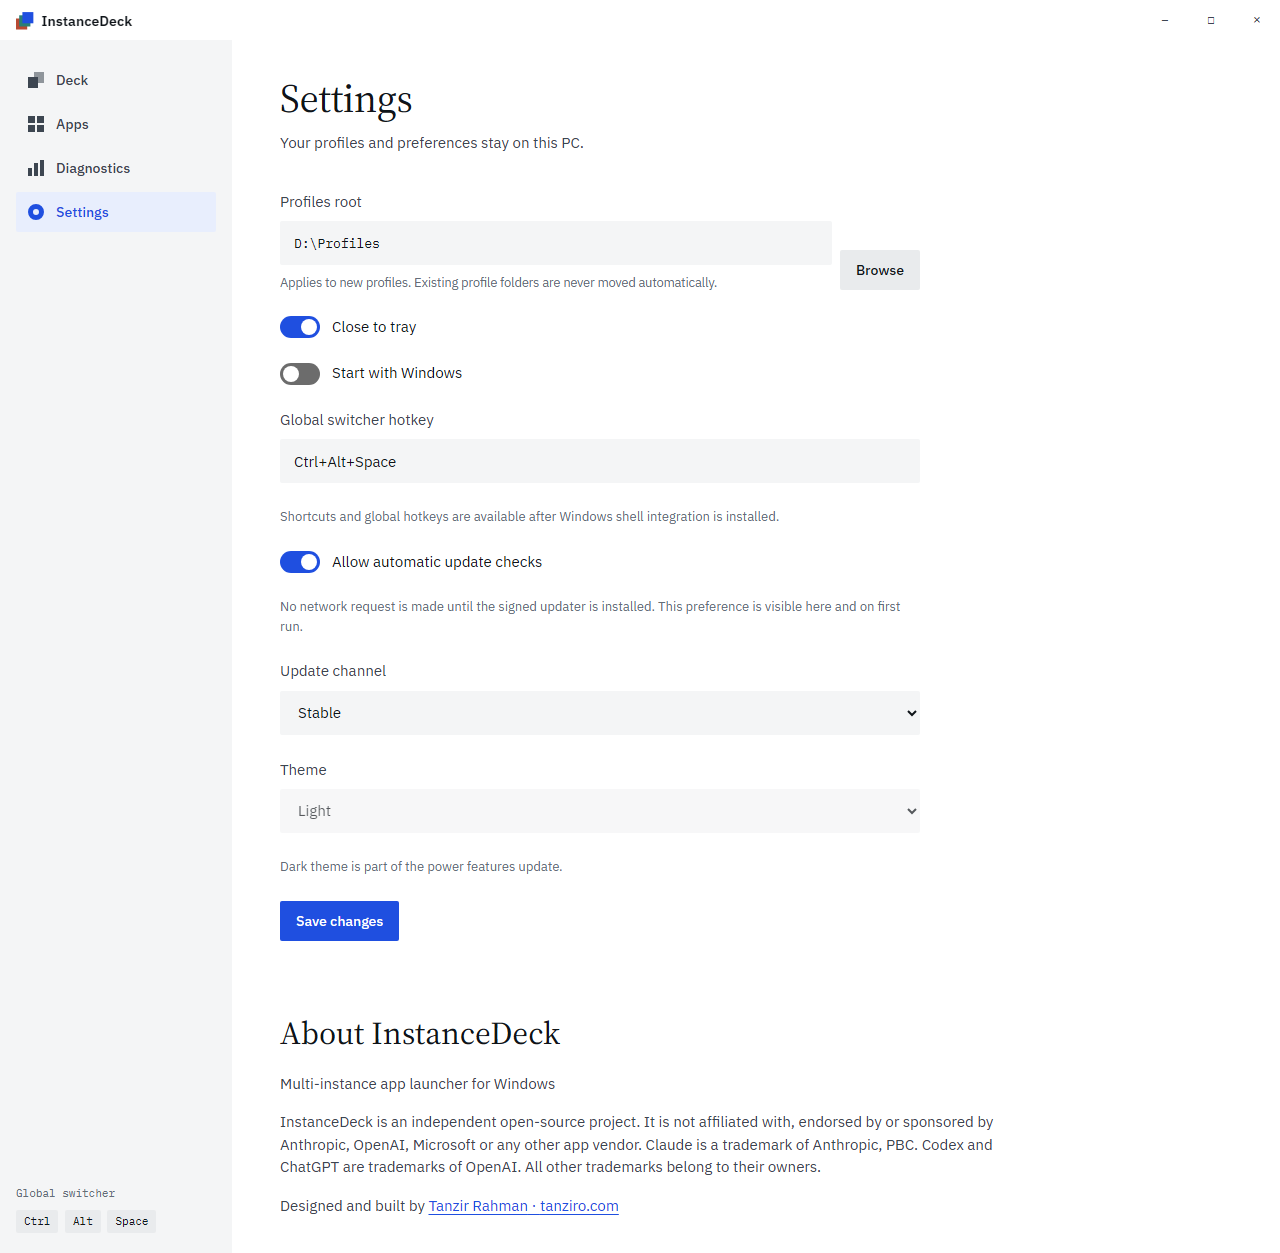 InstanceDeck
Deck
Apps
Diagnostics
Settings
Settings
Your profiles and preferences stay on this PC.
Profiles root
D:\Profiles
Browse
Applies to new profiles. Existing profile folders are never moved automatically.
Close to tray
Start with Windows
Global switcher hotkey
Ctrl+Alt+Space
Shortcuts and global hotkeys are available after Windows shell integration is installed.
Allow automatic update checks
No network request is made until the signed updater is installed. This preference is visible here and on first
run.
Update channel
Stable
Theme
Light
Dark theme is part of the power features update.
Save changes
About InstanceDeck
Multi-instance app launcher for Windows
InstanceDeck is an independent open-source project. It is not affiliated with, endorsed by or sponsored by
Anthropic, OpenAI, Microsoft or any other app vendor. Claude is a trademark of Anthropic, PBC. Codex and
ChatGPT are trademarks of OpenAI. All other trademarks belong to their owners.
Designed and built by Tanzir Rahman · tanziro.com
Global switcher
Ctrl Alt Space